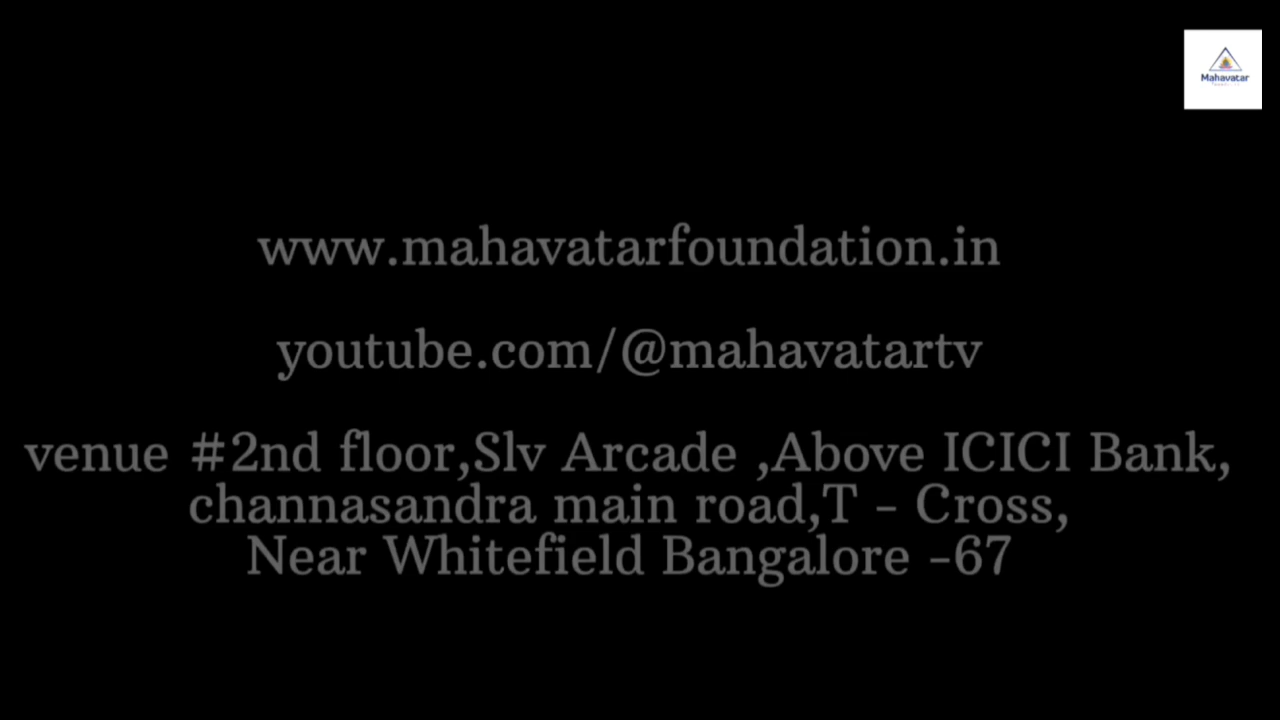 Mahavatar
www.mahavatarfoundation.in
youtube.com/@mahavatartv
venue #2nd floor,Slv Arcade ,Above ICICI Bank,
channasandra main road,T - Cross,
Near Whitefield Bangalore -67